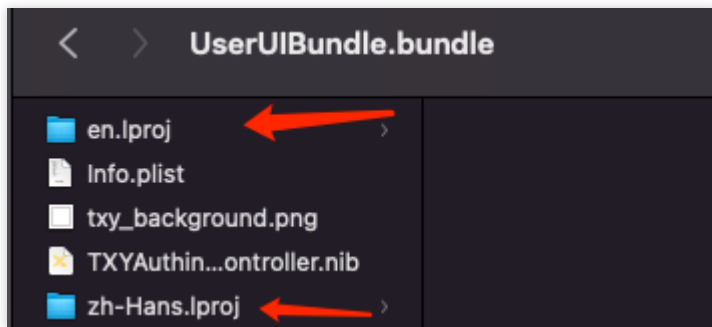 UserUIBundle.bundle
en.lproj
Info.plist
txy_background.png
TXYAuthin...ontroller.nib
zh-Hans.lproj